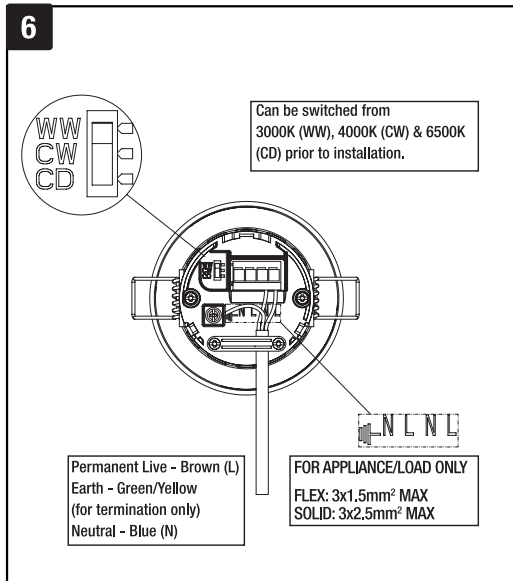 6
WW
CW
CD
Can be switched from
3000K (WW), 4000K (CW) & 6500K
(CD) prior to installation.
N L N L
Permanent Live - Brown (L)
Earth - Green/Yellow
(for termination only)
Neutral - Blue (N)
FOR APPLIANCE/LOAD ONLY
FLEX: 3x1.5mm² MAX
SOLID: 3x2.5mm² MAX